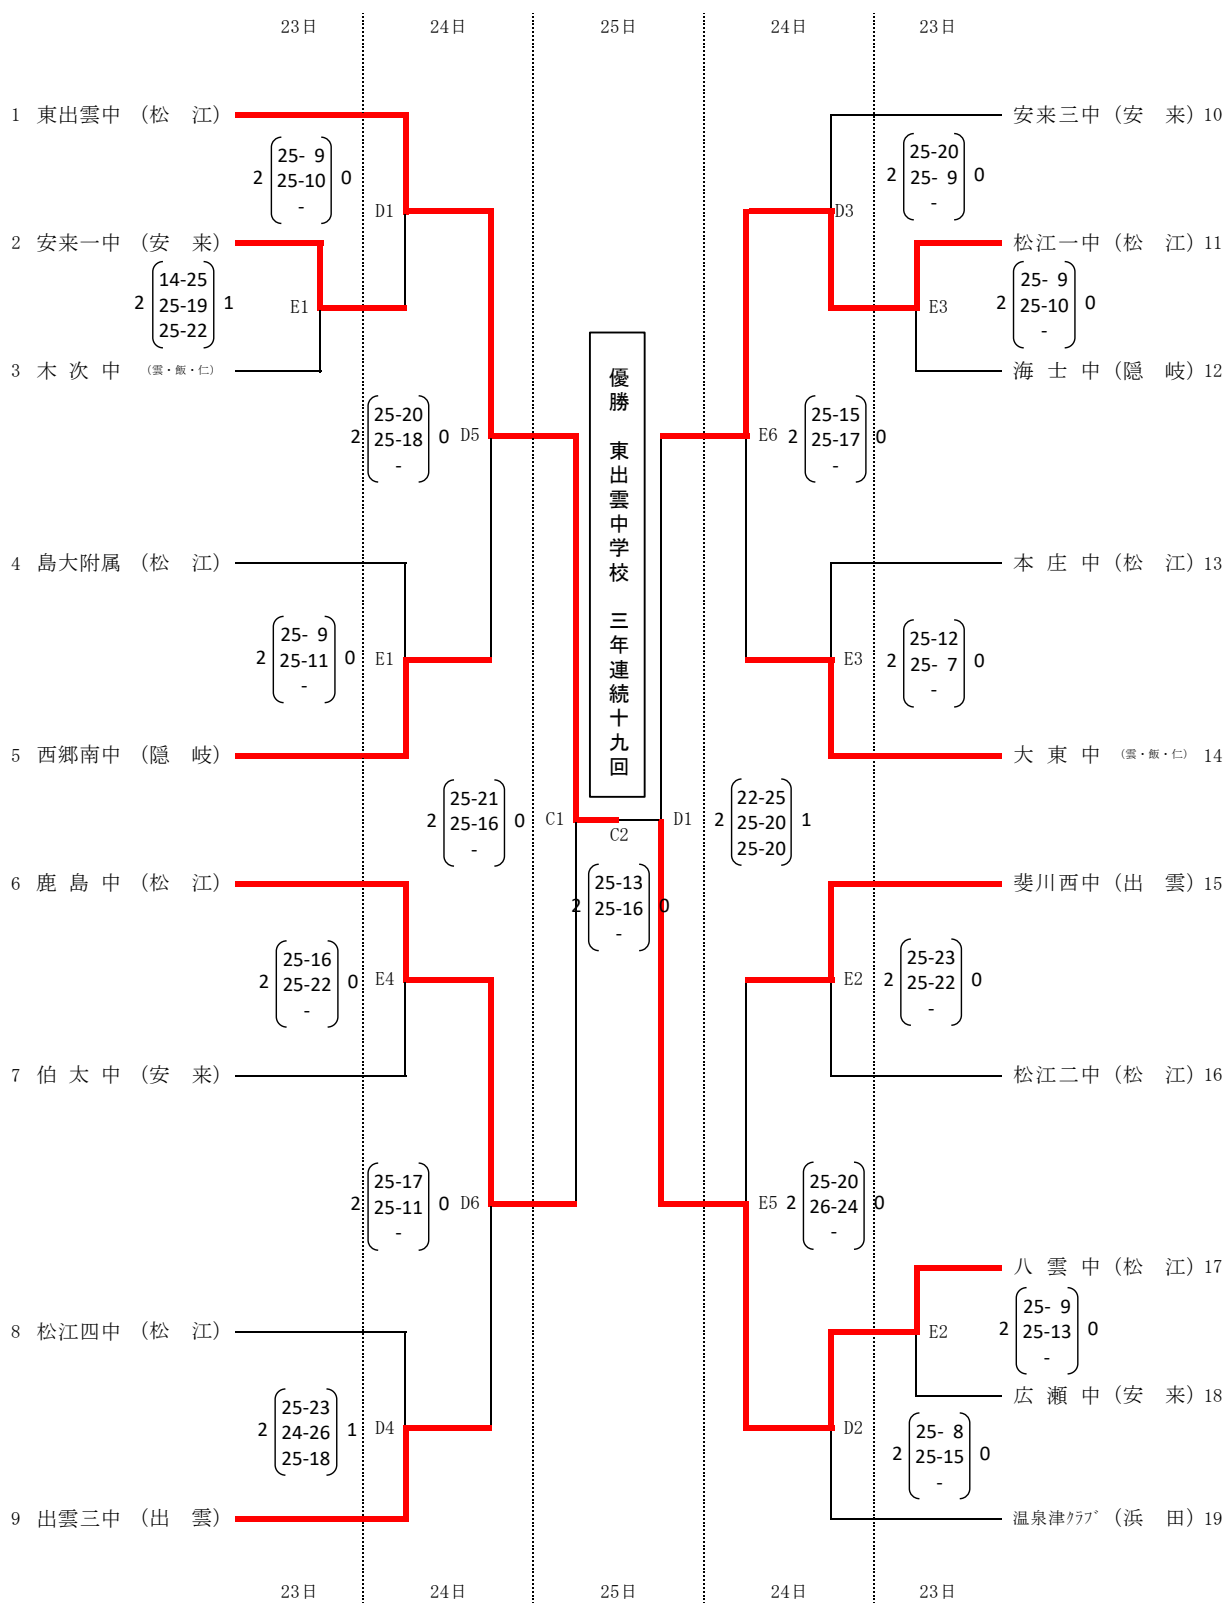 23日 24日 25日 24日 23日
1 東出雲中 (松　江)
安来三中 (安　来) 10
2 25- 9 0
25-10
-
D1
2 25-20 0
25- 9
-
D3
2 安来一中 (安　来)
松江一中 (松　江) 11
2 14-25 1
25-19
25-22
E1
2 25- 9 0
25-10
-
E3
3 木 次 中 (雲・飯・仁)
海 士 中 (隠　岐) 12
優勝　東出雲中学校　三年連続十九回
2 25-20 0
25-18
-
D5
E6
2 25-15 0
25-17
-
4 島大附属 (松　江)
本 庄 中 (松　江) 13
2 25- 9 0
25-11
-
E1
E3
2 25-12 0
25- 7
-
5 西郷南中 (隠　岐)
大 東 中 (雲・飯・仁) 14
2 25-21 0
25-16
-
C1
C2
D1
2 22-25 1
25-20
25-20
2 25-13 0
25-16
-
6 鹿 島 中 (松　江)
斐川西中 (出　雲) 15
2 25-16 0
25-22
-
E4
E2
2 25-23 0
25-22
-
7 伯 太 中 (安　来)
松江二中 (松　江) 16
2 25-17 0
25-11
-
D6
E5
2 25-20 0
26-24
-
八 雲 中 (松　江) 17
8 松江四中 (松　江)
E2
2 25- 9 0
25-13
-
広 瀬 中 (安　来) 18
2 25-23 1
24-26
25-18
D4
D2
2 25- 8 0
25-15
-
9 出雲三中 (出　雲)
温泉津ｸﾗﾌﾞ (浜　田) 19
23日 24日 25日 24日 23日